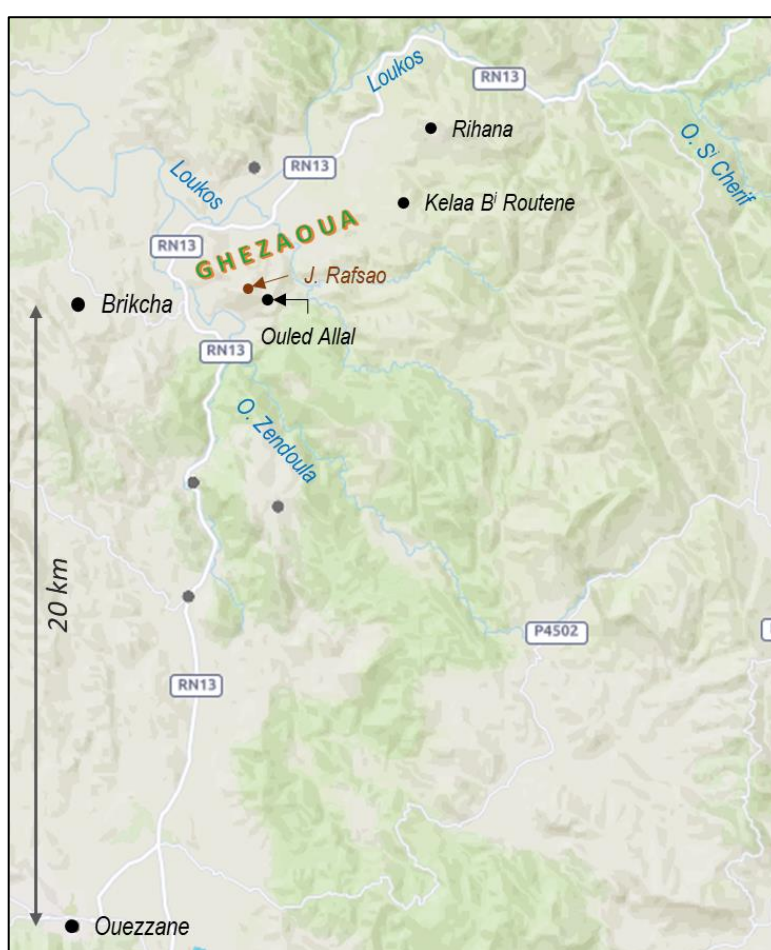 Loukos
RN13
Rihana
O. Sⁱ Cherif
RN13
Loukos
Kelaa Bⁱ Routene
GHEZAOUA
RN13
J. Rafsao
Brikcha
Ouled Allal
RN13
O. Zendoula
20 km
P4502
RN13
Ouezzane